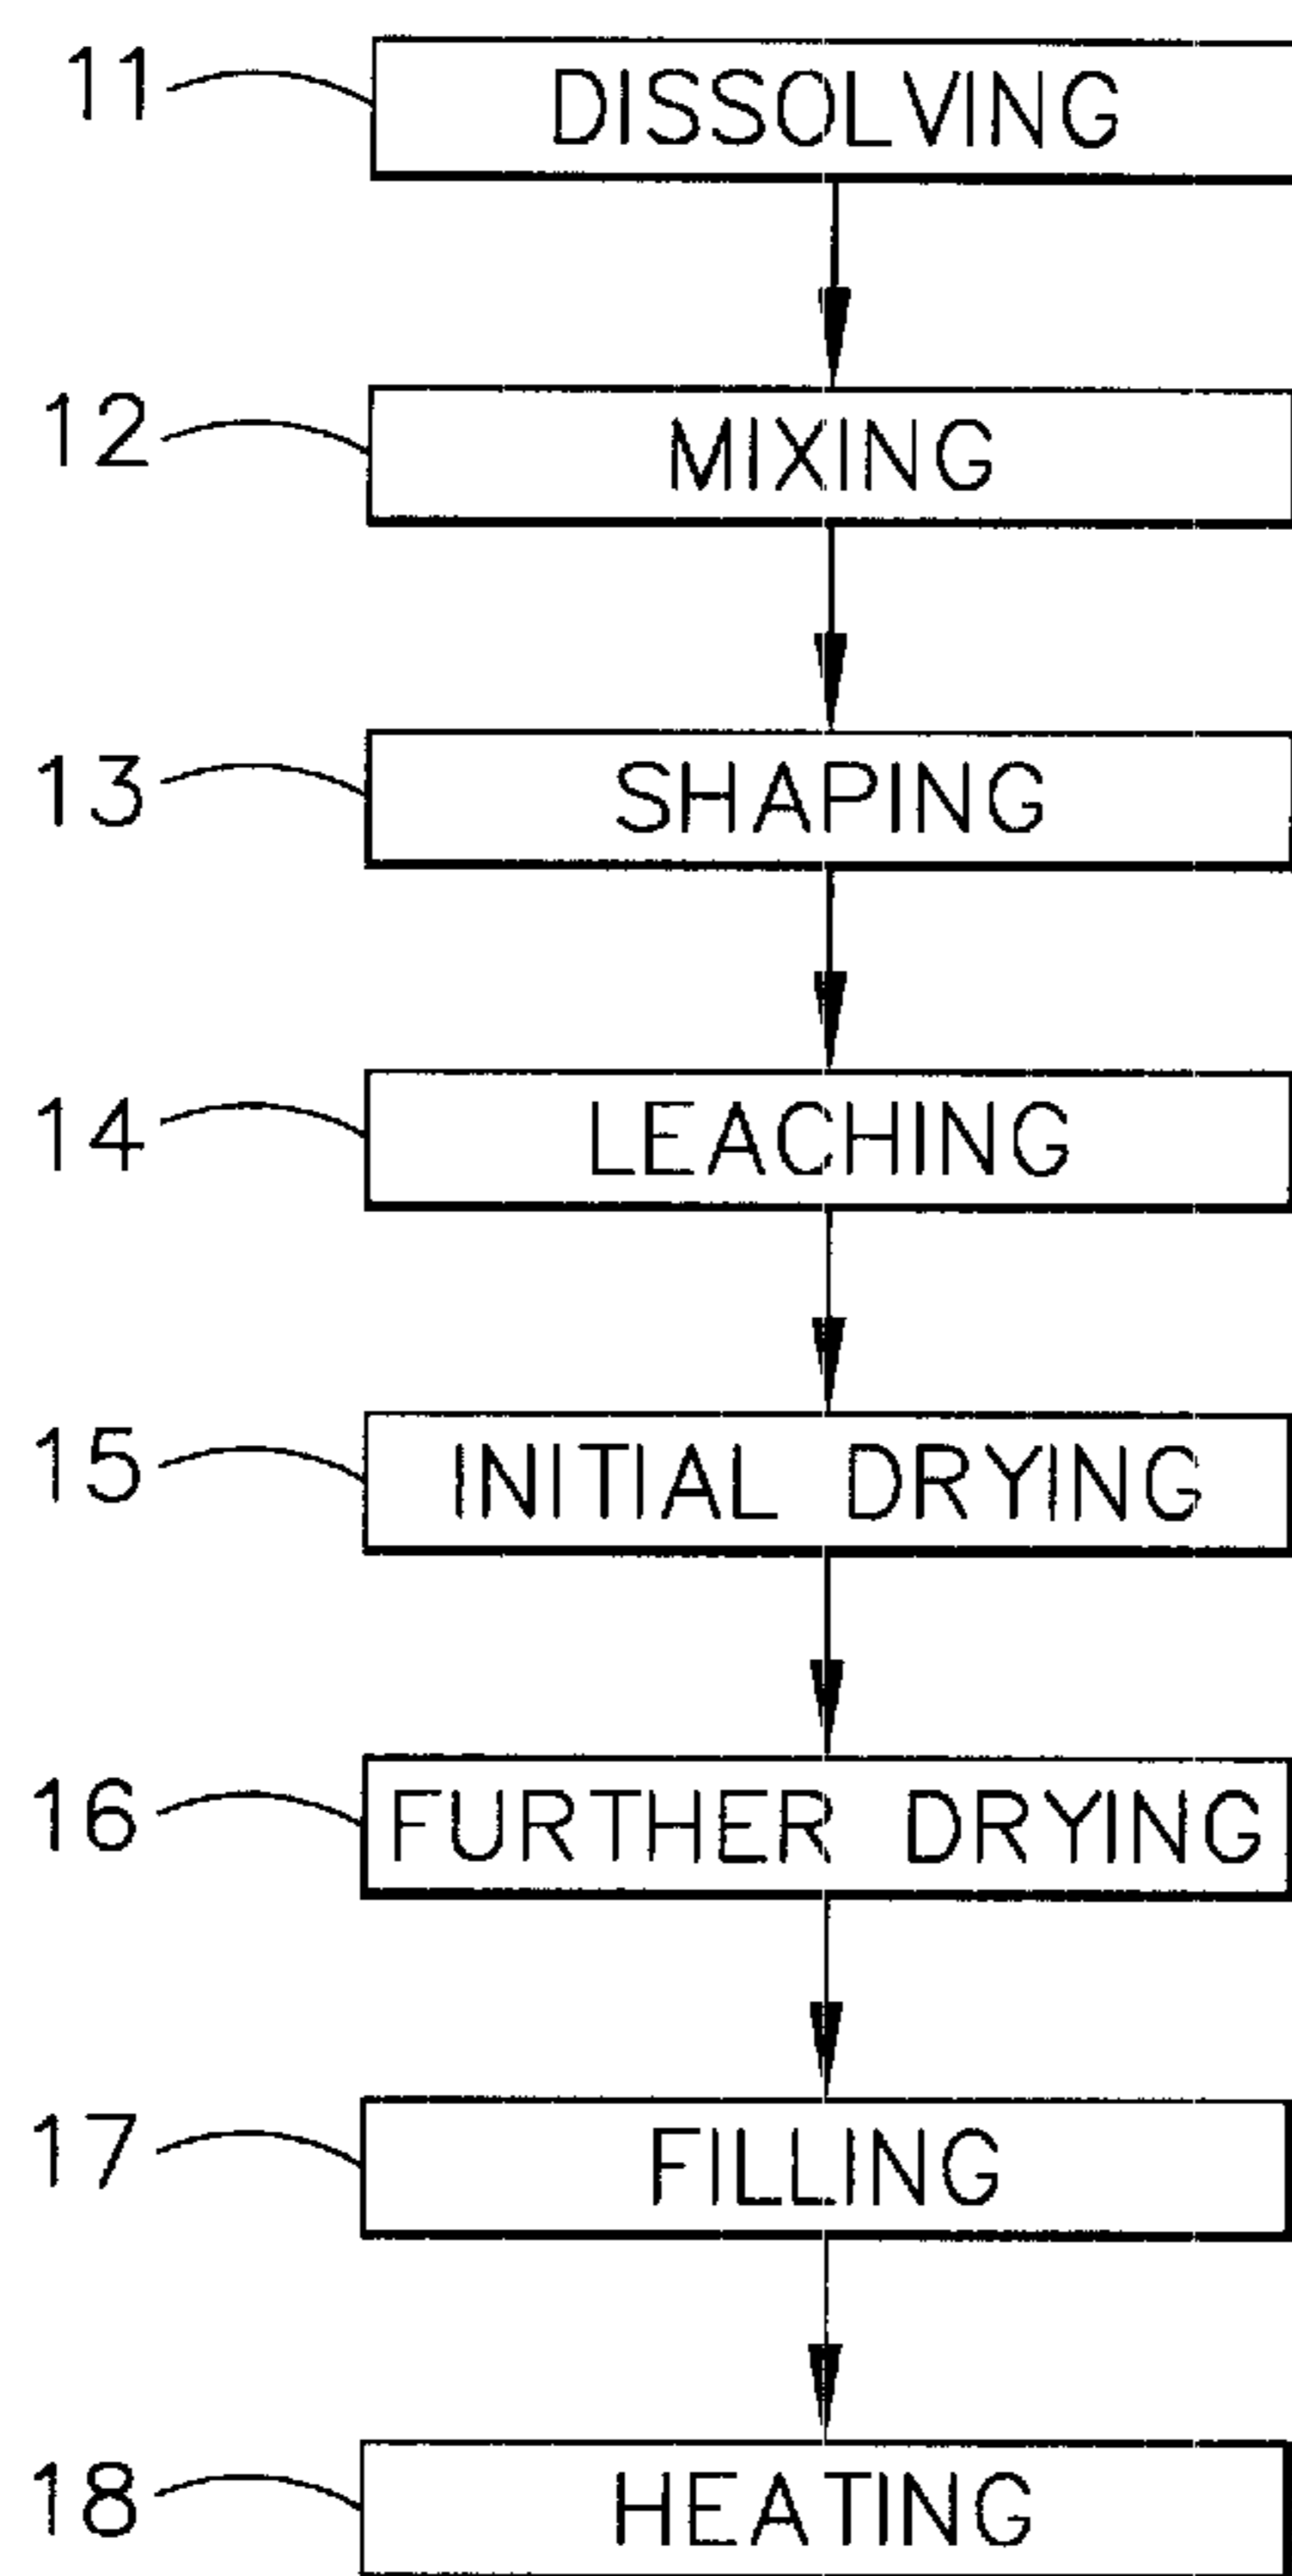 11 DISSOLVING
12 MIXING
13 SHAPING
14 LEACHING
15 INITIAL DRYING
16 FURTHER DRYING
17 FILLING
18 HEATING